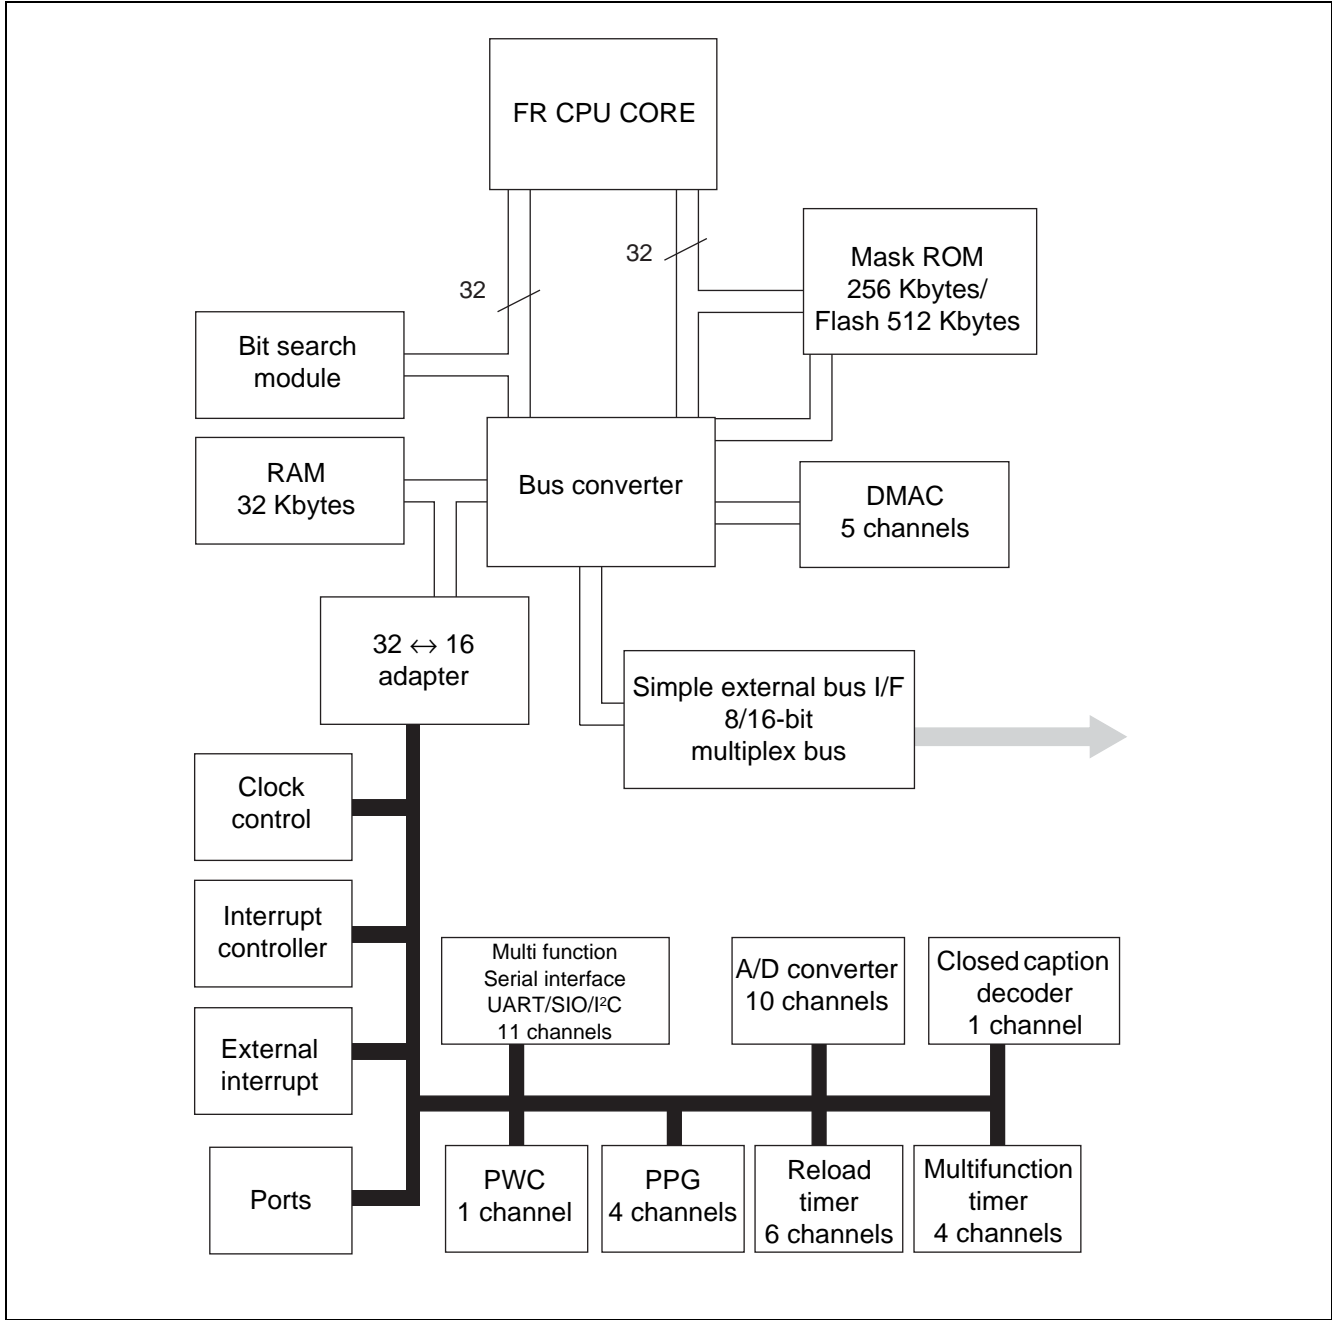 FR CPU CORE
32
32
Mask ROM
256 Kbytes/
Flash 512 Kbytes
Bit search
module
RAM
32 Kbytes
Bus converter
DMAC
5 channels
32 ↔ 16
adapter
Simple external bus I/F
8/16-bit
multiplex bus
Clock
control
Interrupt
controller
External
interrupt
Ports
Multi function
Serial interface
UART/SIO/I²C
11 channels
A/D converter
10 channels
Closed caption
decoder
1 channel
PWC
1 channel
PPG
4 channels
Reload
timer
6 channels
Multifunction
timer
4 channels